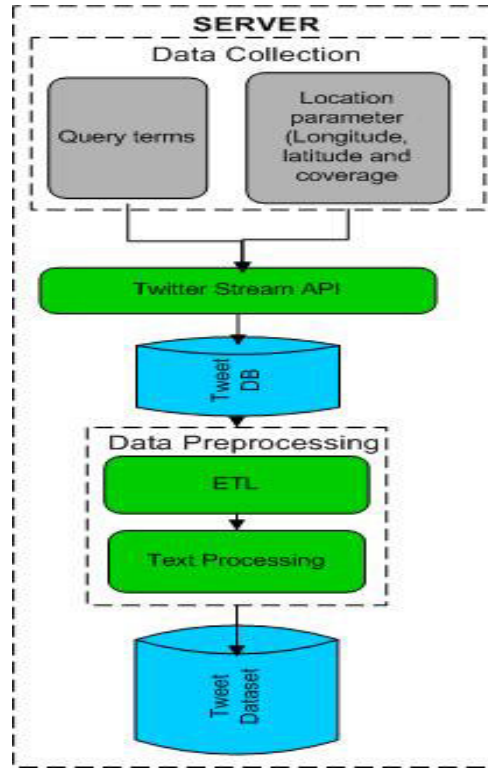 SERVER
Data Collection
Query terms
Location
parameter
(Longitude,
latitude and
coverage
Twitter Stream API
Tweet
DB
Data Preprocessing
ETL
Text Processing
Tweet
Dataset